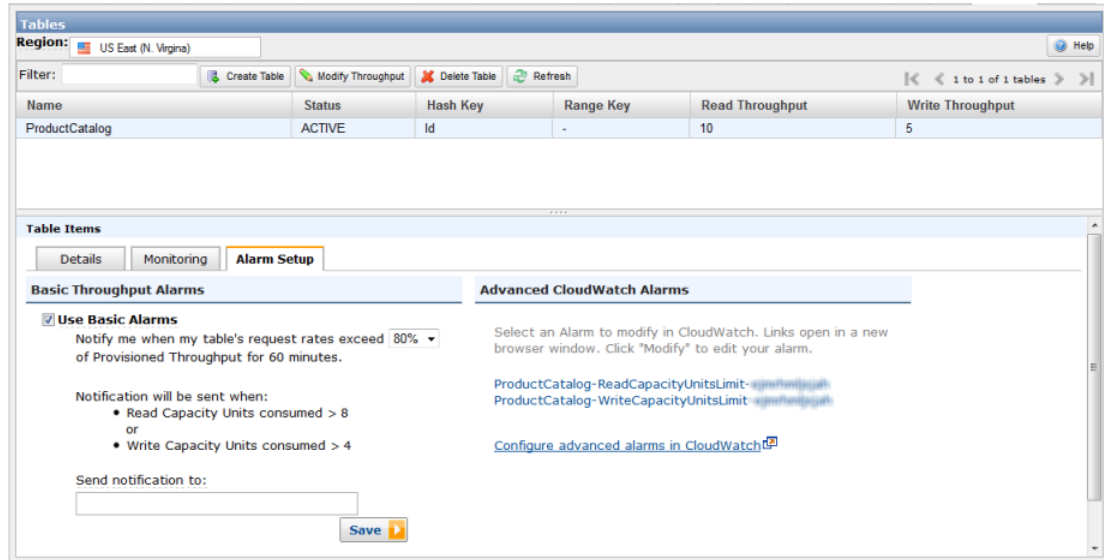 Tables
Region: US East (N. Virgina)
Help
Filter: Create Table Modify Throughput Delete Table Refresh 1 to 1 of 1 tables
Name Status Hash Key Range Key Read Throughput Write Throughput
ProductCatalog ACTIVE Id - 10 5
Table Items
Details Monitoring Alarm Setup
Basic Throughput Alarms
Use Basic Alarms
Notify me when my table's request rates exceed 80%
of Provisioned Throughput for 60 minutes.
Notification will be sent when:
• Read Capacity Units consumed > 8
or
• Write Capacity Units consumed > 4
Send notification to:
Save
Advanced CloudWatch Alarms
Select an Alarm to modify in CloudWatch. Links open in a new
browser window. Click "Modify" to edit your alarm.
ProductCatalog-ReadCapacityUnitsLimit-
ProductCatalog-WriteCapacityUnitsLimit-
Configure advanced alarms in CloudWatch